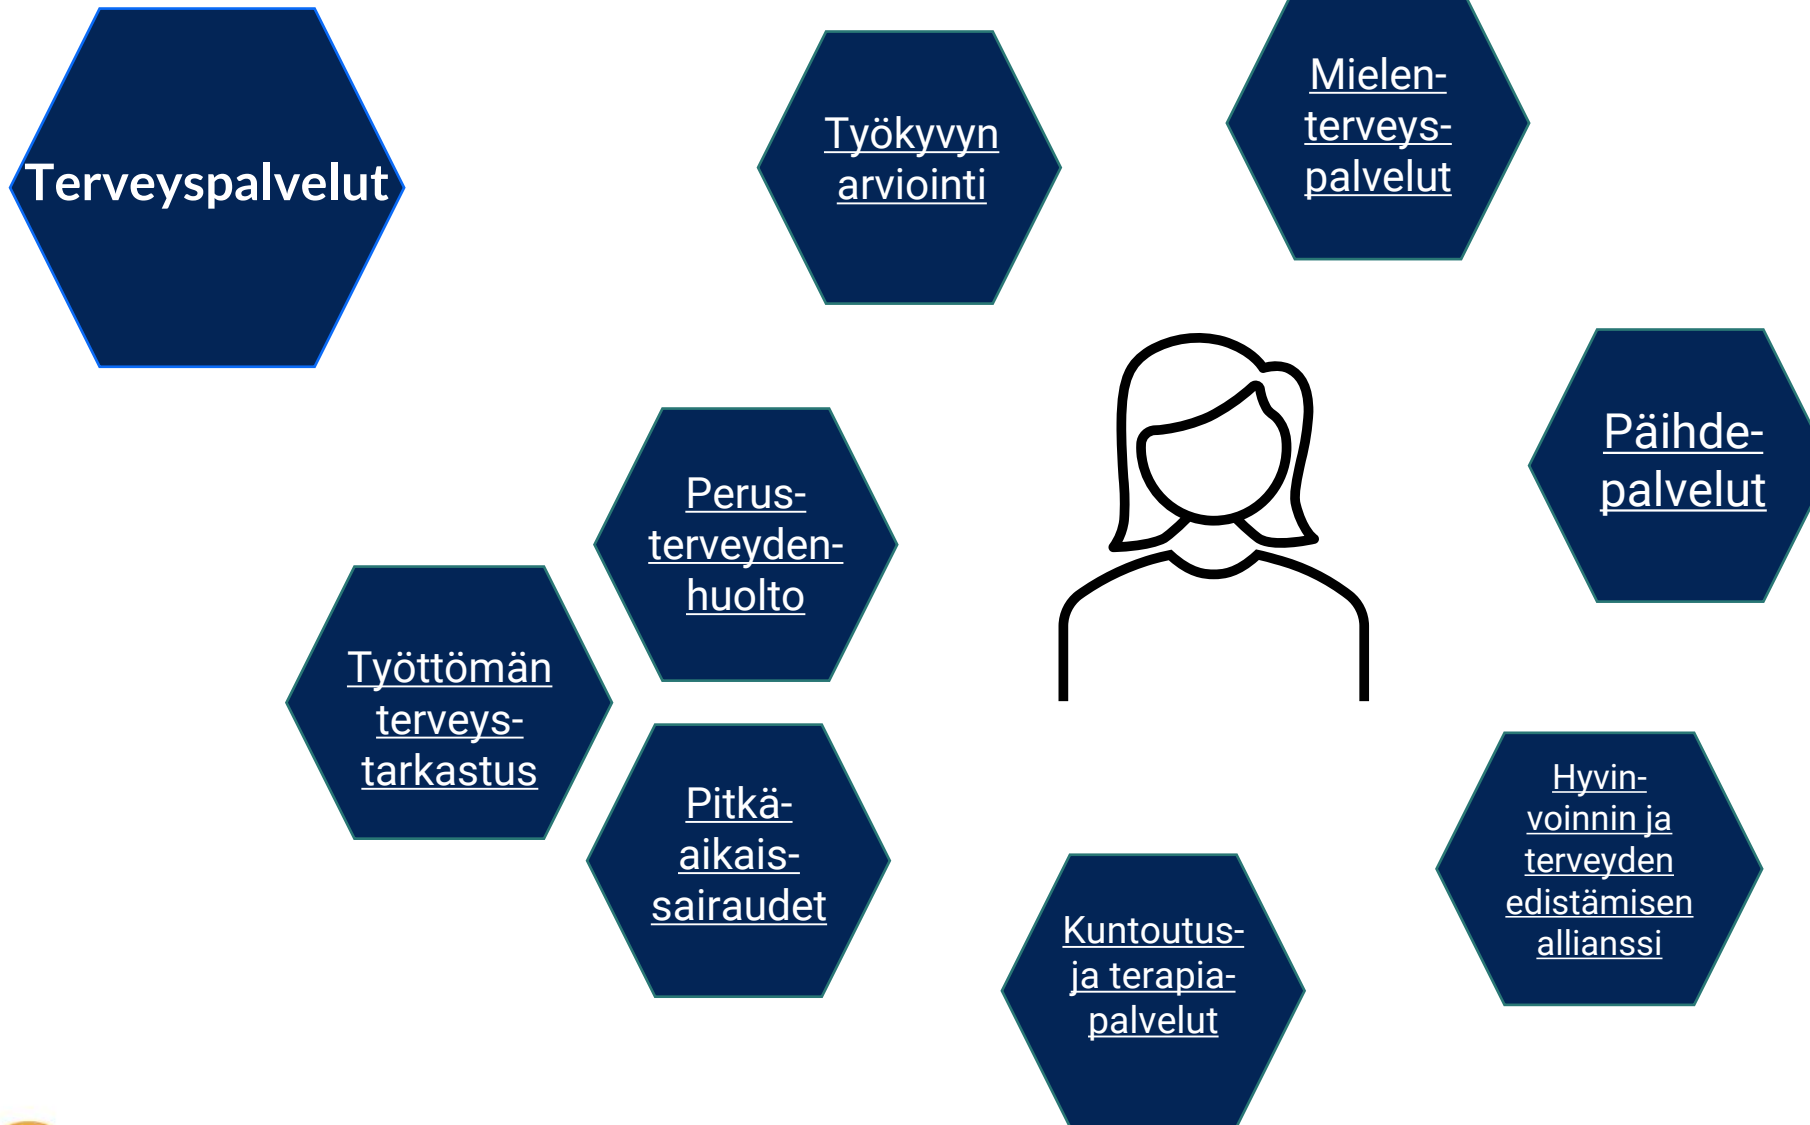 Terveyspalvelut
Työkyvyn
arviointi
Mielen-
terveys-
palvelut
Päihde-
palvelut
Perus-
terveyden-
huolto
Työttömän
terveys-
tarkastus
Pitkä-
aikais-
sairaudet
Kuntoutus-
ja terapia-
palvelut
Hyvin-
voinnin ja
terveyden
edistämisen
allianssi